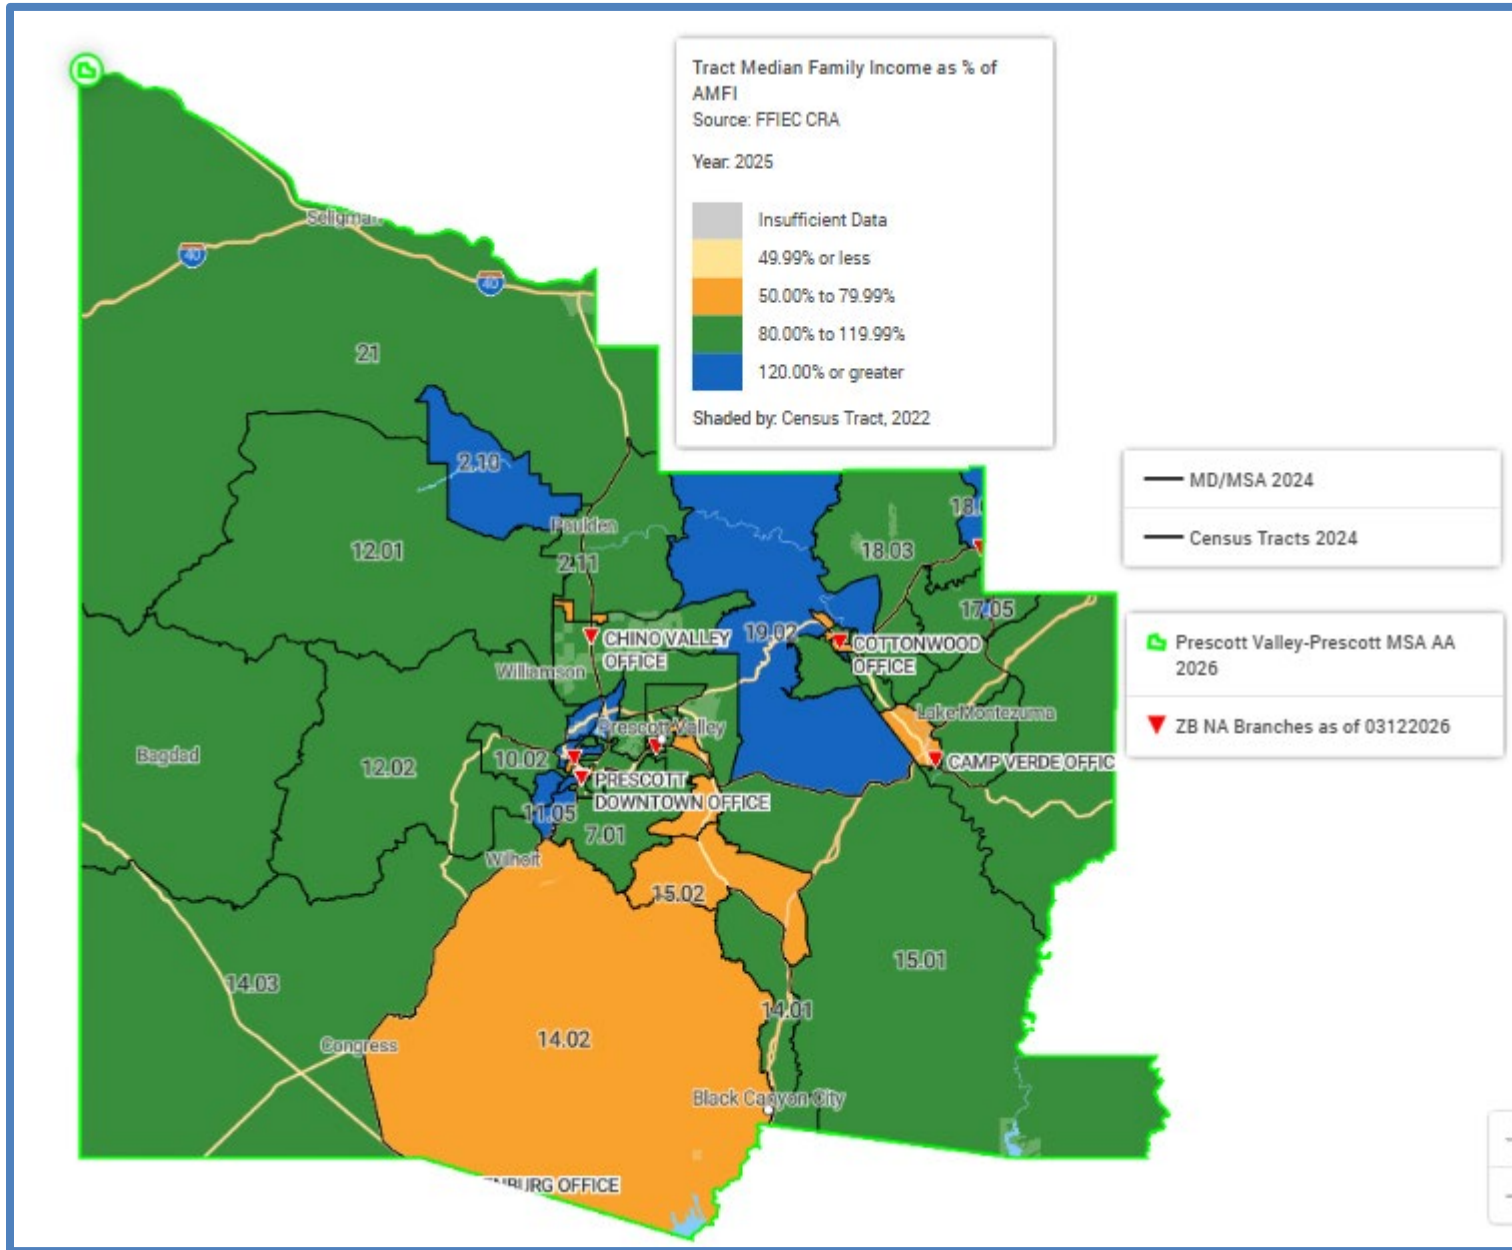 Tract Median Family Income as % of
AMFI
Source: FFIEC CRA
Year: 2025
Insufficient Data
49.99% or less
50.00% to 79.99%
80.00% to 119.99%
120.00% or greater
Shaded by: Census Tract, 2022
MD/MSA 2024
Census Tracts 2024
Prescott Valley-Prescott MSA AA
2026
ZB NA Branches as of 03122026
40
40
21
2.10
Paulden
12.01
2.11
18.03
17.05
19.02
CHINO VALLEY
OFFICE
COTTONWOOD
OFFICE
Williamson
Prescott Valley
Lake Montezuma
Bagdad
12.02
10.02
CAMP VERDE OFFIC
PRESCOTT
DOWNTOWN OFFICE
11.05
7.01
Wilhoit
15.02
15.01
14.03
14.01
14.02
Congress
Black Canyon City
NBURG OFFICE